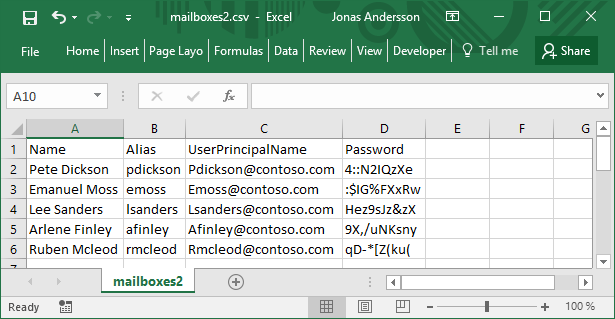 mailboxes2.csv - Excel Jonas Andersson
File Home Insert Page Layo Formulas Data Review View Developer Tell me Share
A10 fx
A B C D E F G
1 Name Alias UserPrincipalName Password
2 Pete Dickson pdickson Pdickson@contoso.com 4::N2IQzXe
3 Emanuel Moss emoss Emoss@contoso.com :$IG%FXxRw
4 Lee Sanders lsanders Lsanders@contoso.com Hez9sJz&zX
5 Arlene Finley afinley Afinley@contoso.com 9X,/uNKsny
6 Ruben Mcleod rmcleod Rmcleod@contoso.com qD-*[Z(ku(
mailboxes2
Ready 100 %